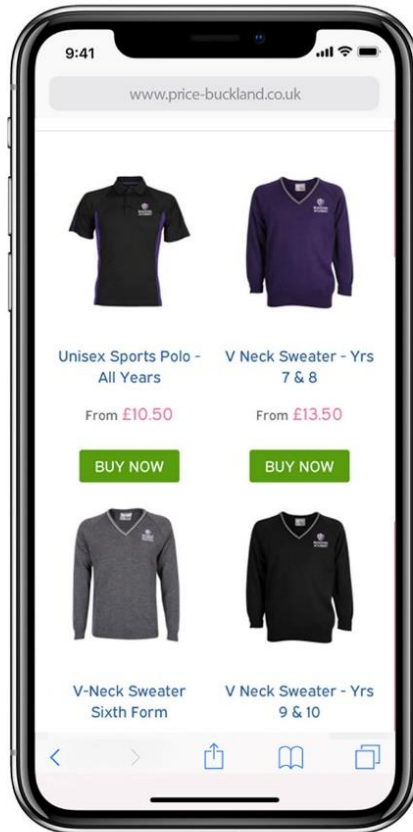 9:41
www.price-buckland.co.uk
Unisex Sports Polo -
All Years
V Neck Sweater - Yrs
7 & 8
From £10.50
From £13.50
BUY NOW
BUY NOW
V-Neck Sweater
Sixth Form
V Neck Sweater - Yrs
9 & 10